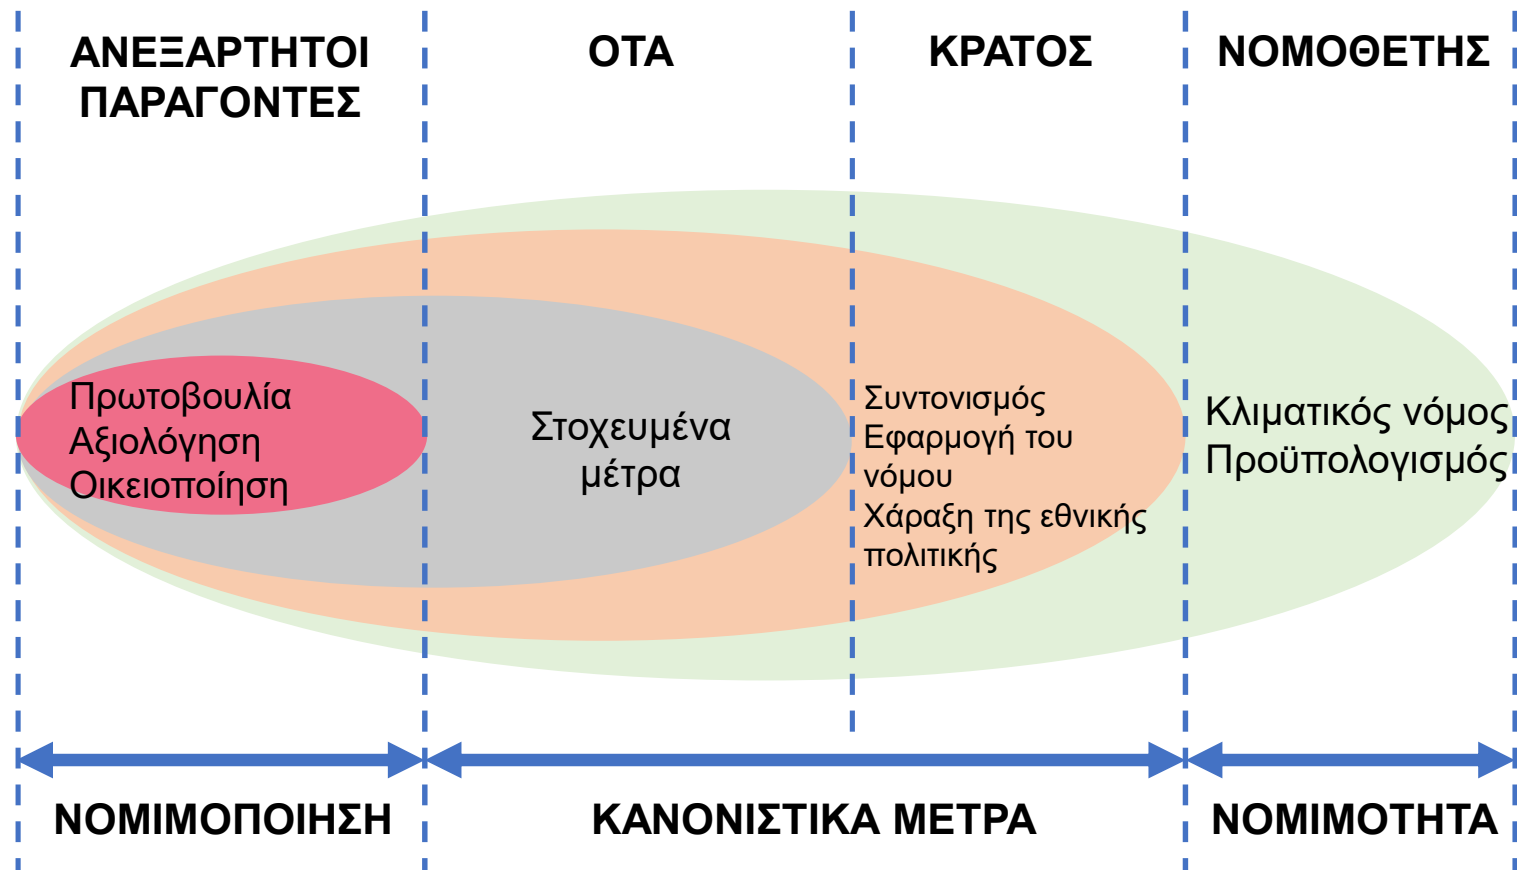 ΑΝΕΞΑΡΤΗΤΟΙ
ΠΑΡΑΓΟΝΤΕΣ
ΟΤΑ
ΚΡΑΤΟΣ
ΝΟΜΟΘΕΤΗΣ
Πρωτοβουλία
Αξιολόγηση
Οικειοποίηση
Στοχευμένα
μέτρα
Συντονισμός
Εφαρμογή του
νόμου
Χάραξη της εθνικής
πολιτικής
Κλιματικός νόμος
Προϋπολογισμός
ΝΟΜΙΜΟΠΟΙΗΣΗ
ΚΑΝΟΝΙΣΤΙΚΑ ΜΕΤΡΑ
ΝΟΜΙΜΟΤΗΤΑ